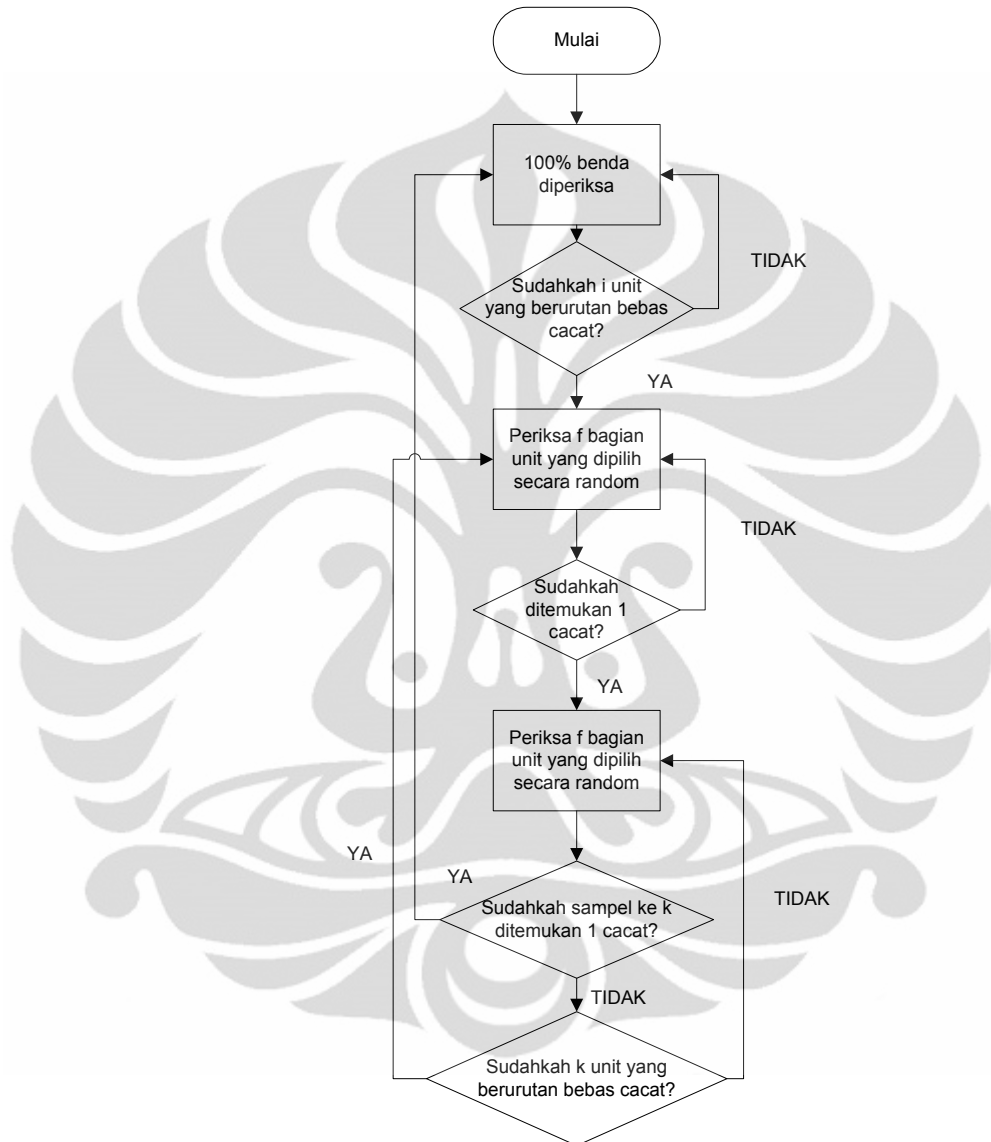 Mulai
100% benda
diperiksa
TIDAK
Sudahkah i unit
yang berurutan bebas
cacat?
YA
Periksa f bagian
unit yang dipilih
secara random
TIDAK
Sudahkah
ditemukan 1
cacat?
YA
Periksa f bagian
unit yang dipilih
secara random
YA
YA
TIDAK
Sudahkah sampel ke k
ditemukan 1 cacat?
TIDAK
Sudahkah k unit yang
berurutan bebas cacat?